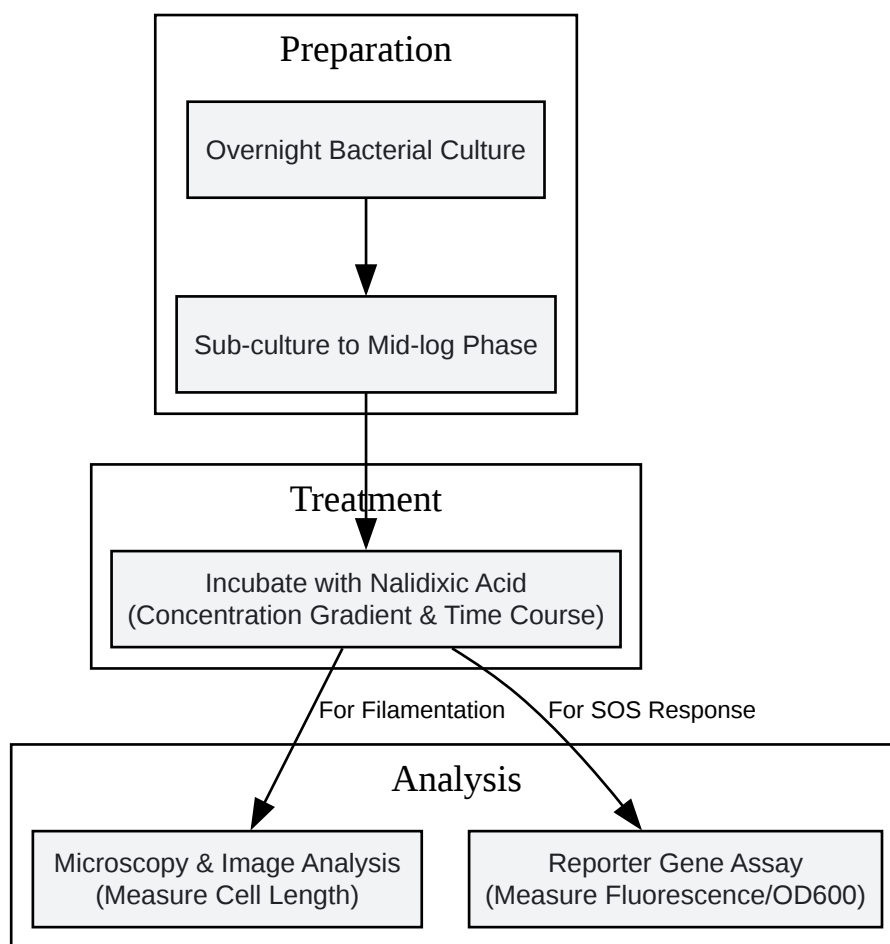 Preparation
Overnight Bacterial Culture
Sub-culture to Mid-log Phase
Treatment
Incubate with Nalidixic Acid
(Concentration Gradient & Time Course)
For Filamentation
For SOS Response
Analysis
Microscopy & Image Analysis
(Measure Cell Length)
Reporter Gene Assay
(Measure Fluorescence/OD600)